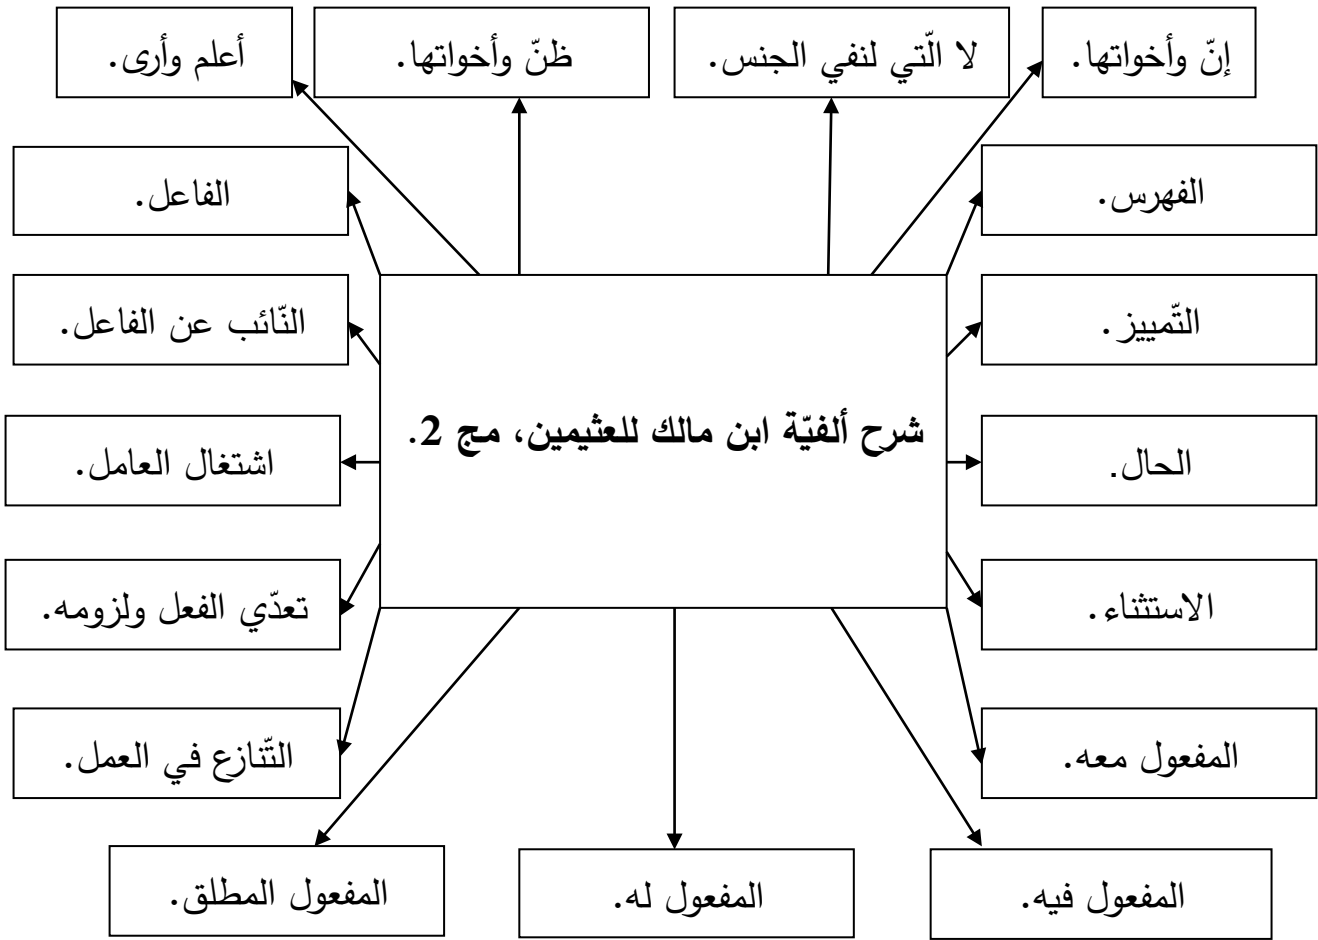 إنّ وأخواتها.
لا الّتي لنفي الجنس.
ظنّ وأخواتها.
أعلم وأرى.
الفاعل.
النّائب عن الفاعل.
اشتغال العامل.
تعدّي الفعل ولزومه.
التّنازع في العمل.
المفعول المطلق.
المفعول له.
المفعول فيه.
المفعول معه.
الاستثناء.
الحال.
التّمييز.
الفهرس.
شرح ألفيّة ابن مالك للعثيمين، مج 2.